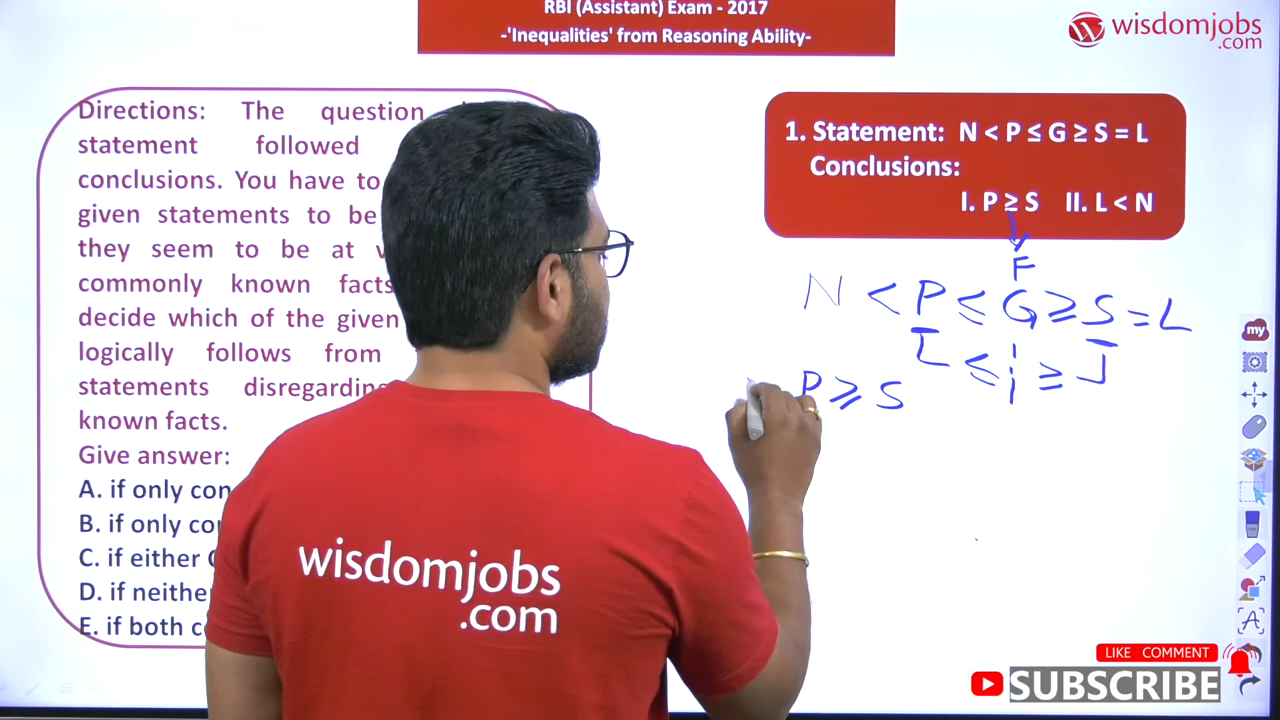 RBI (Assistant) Exam - 2017
-'Inequalities' from Reasoning Ability-
wisdomjobs
.com
Directions: The question
statement followed
conclusions. You have to
given statements to be
they seem to be at
commonly known facts
decide which of the given
logically follows from
statements disregarding
known facts.
Give answer:
A. if only con
B. if only co
C. if either
D. if neithe
E. if both c
1. Statement: N < P ≤ G ≥ S = L
Conclusions:
I. P ≥ S II. L < N
F
N < P ≤ G ≥ S = L
≤ ≥
P ≥ S
wisdomjobs
.com
my
A
LIKE COMMENT
SUBSCRIBE